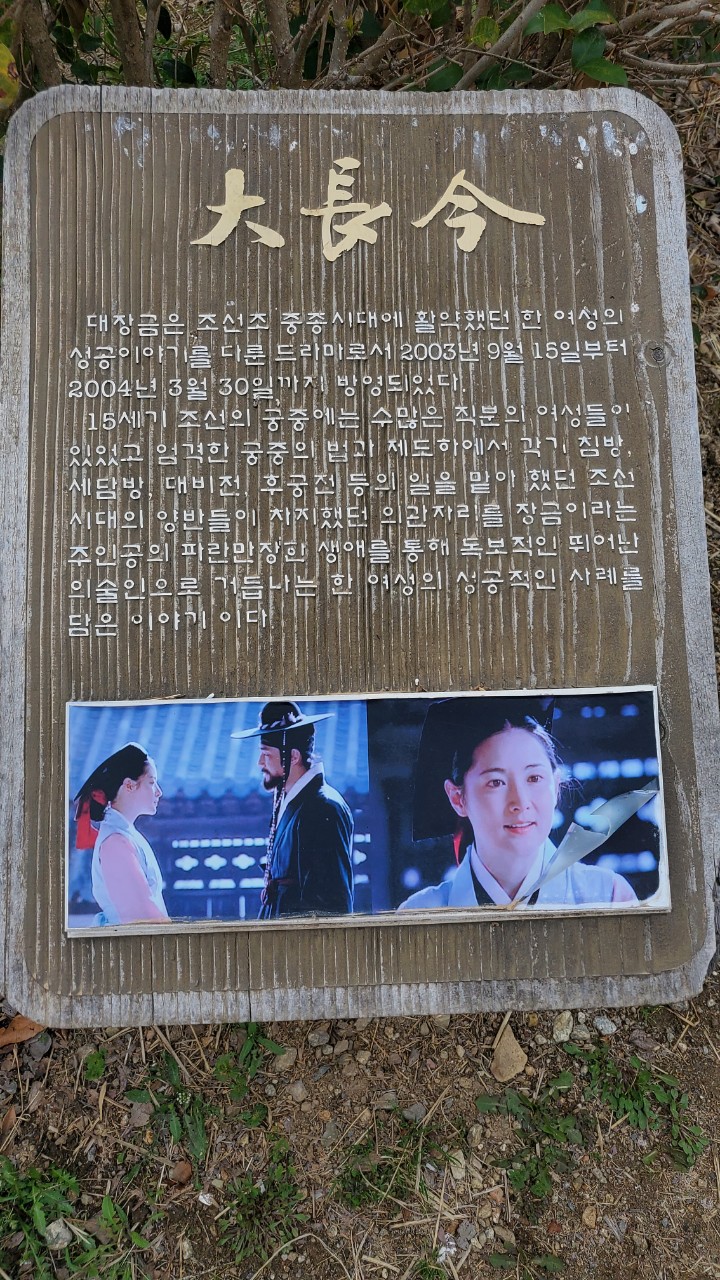 大長今
대장금은 조선조 중종시대에 활약했던 한 여성의
성공이야기를 다룬 드라마로서 2003년 9월 15일부터
2004년 3월 30일까지 방영되었다.
15세기 조선의 궁중에는 수많은 직분의 여성들이
있었고 엄격한 궁중의 법과 제도하에서 각기 침방,
세답방, 대비전, 후궁전 등의 일을 맡아 했던 조선
시대의 양반들이 차지했던 의관자리를 장금이라는
주인공의 파란만장한 생애를 통해 독보적인 뛰어난
의술인으로 거듭나는 한 여성의 성공적인 사례를
담은 이야기 이다